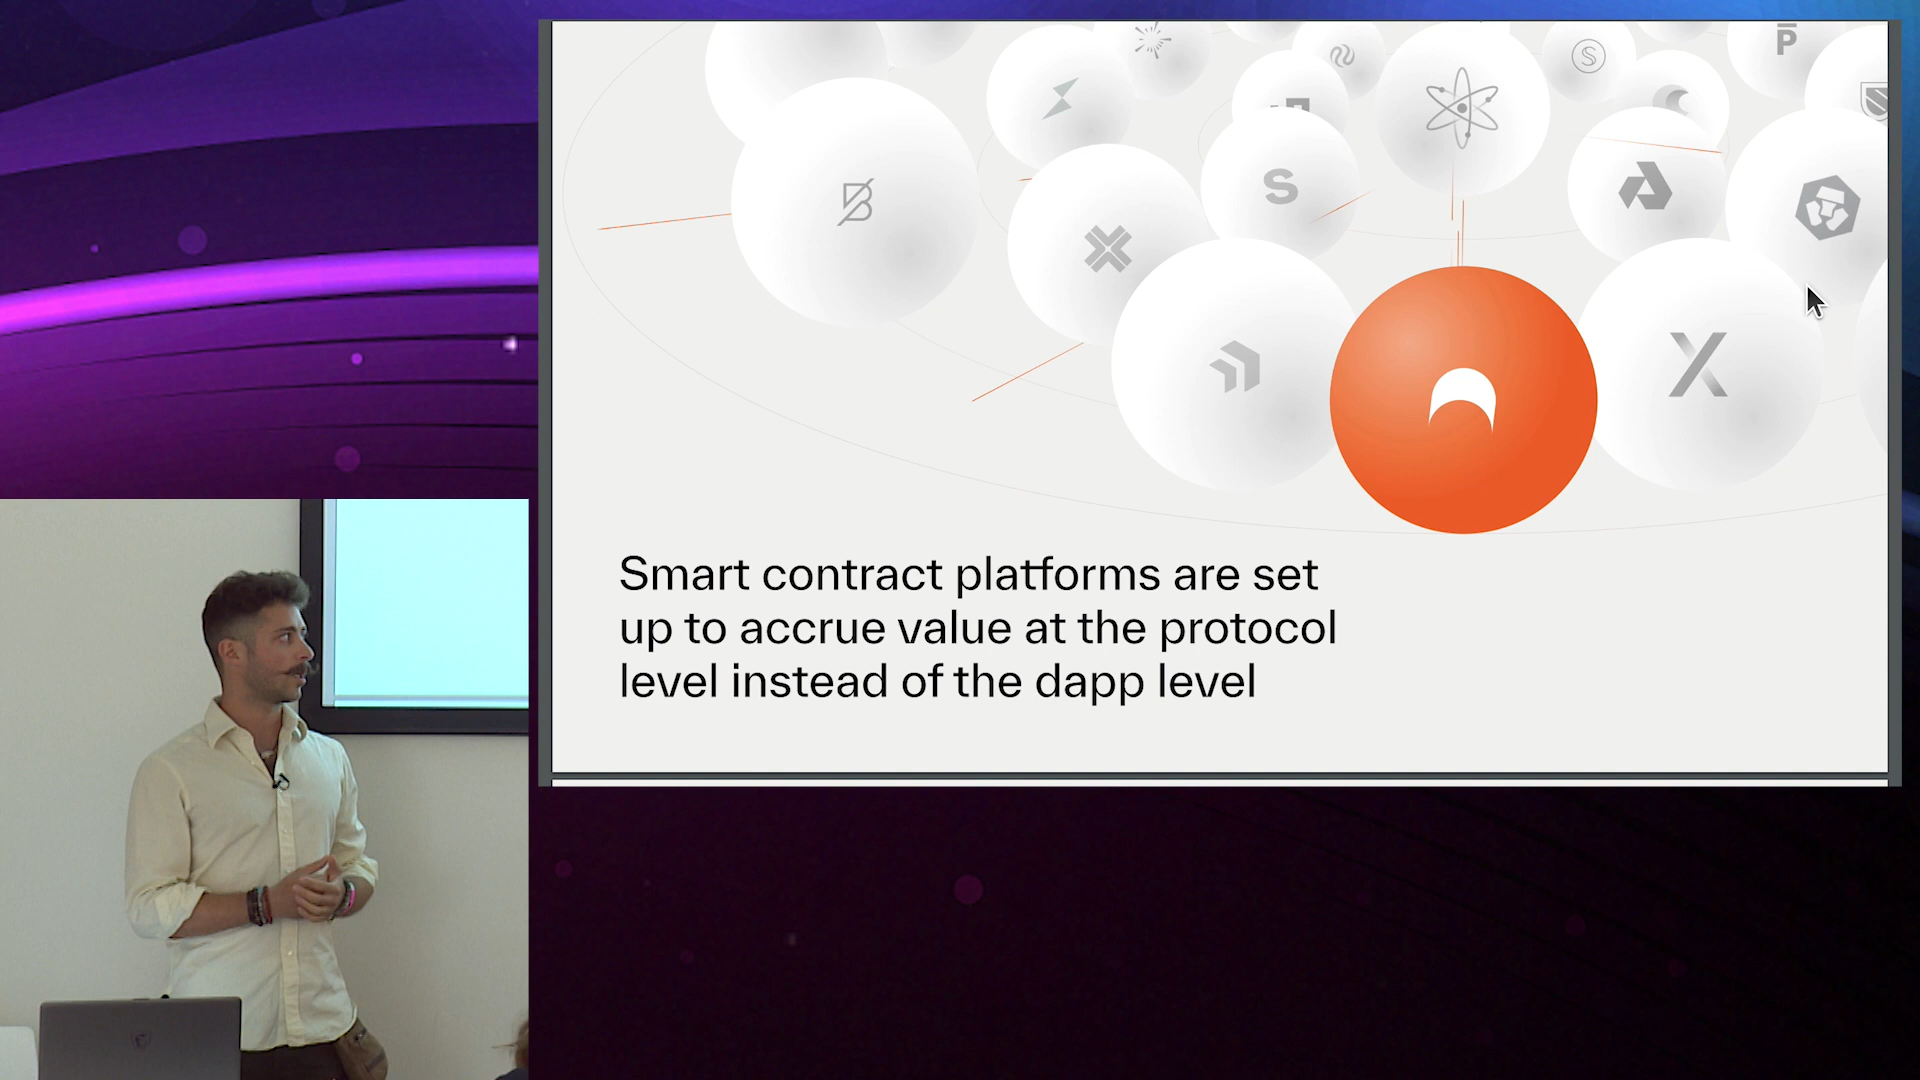 Smart contract platforms are set
up to accrue value at the protocol
level instead of the dapp level